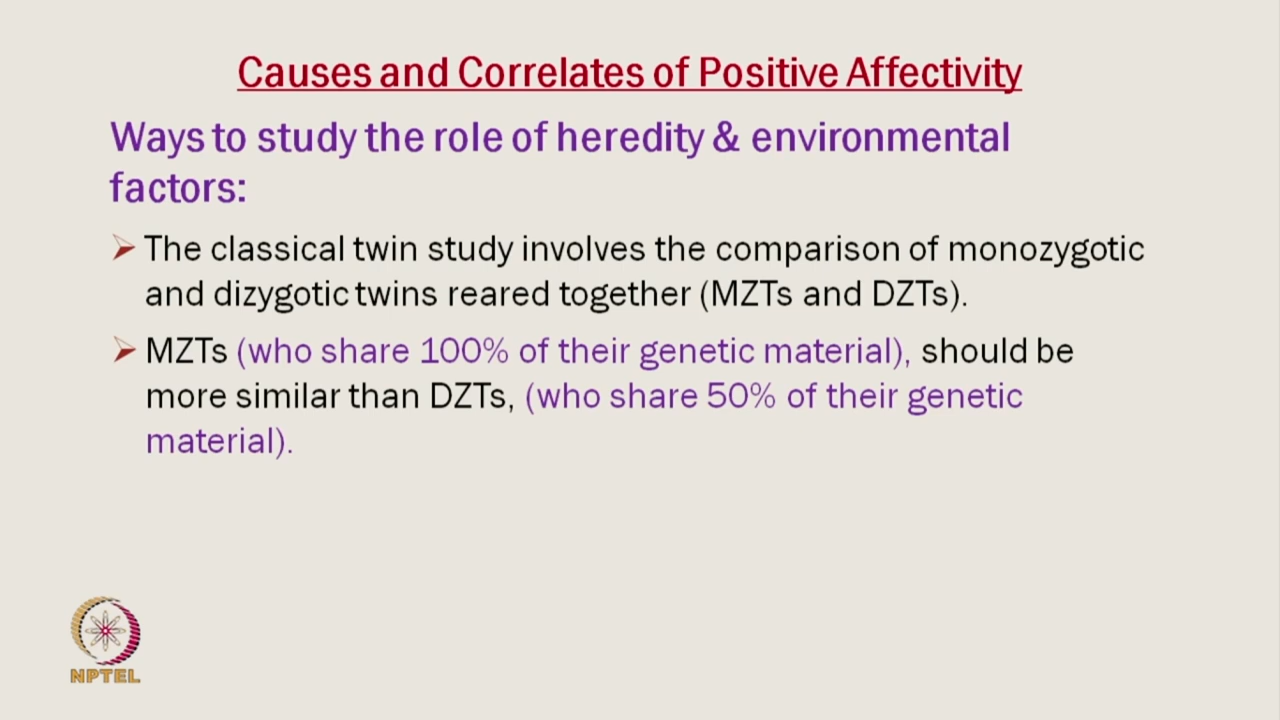 Causes and Correlates of Positive Affectivity
Ways to study the role of heredity & environmental
factors:
The classical twin study involves the comparison of monozygotic
and dizygotic twins reared together (MZTs and DZTs).
MZTs (who share 100% of their genetic material), should be
more similar than DZTs, (who share 50% of their genetic
material).
NPTEL